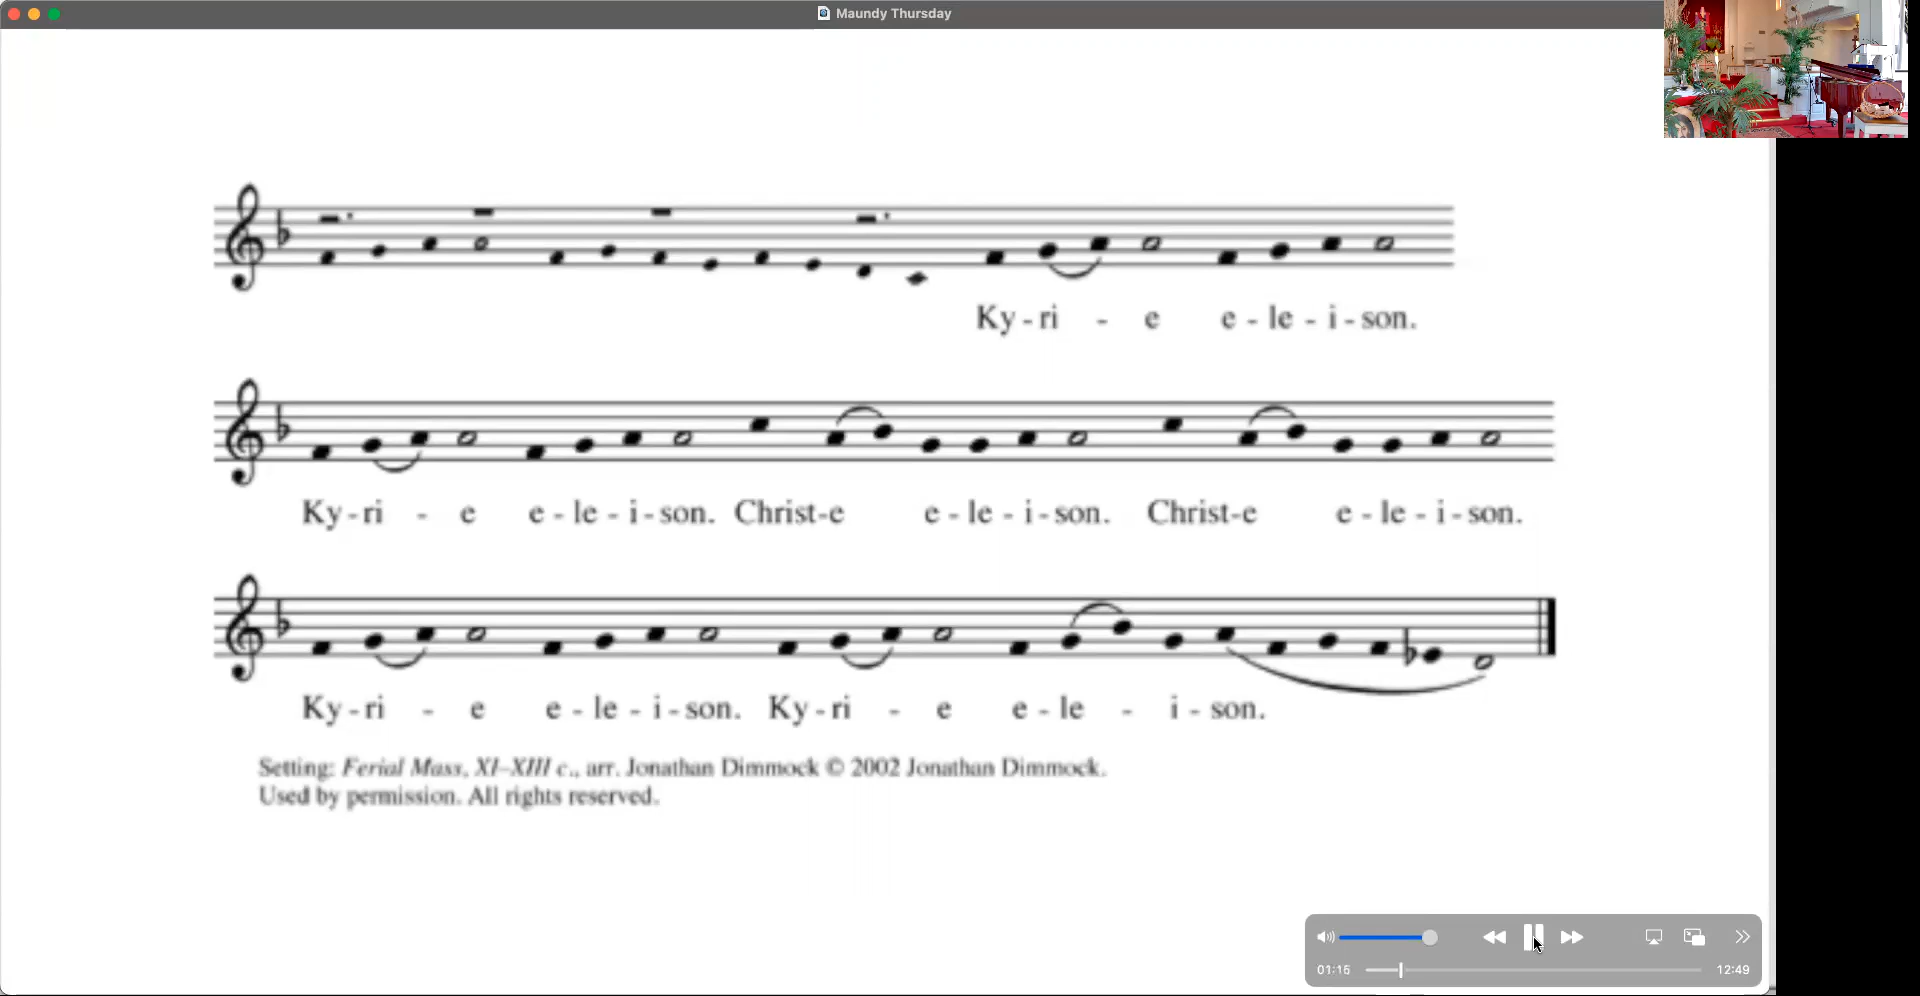 Maundy Thursday
Ky - ri - e e - le - i - son.
Ky - ri - e e - le - i - son. Christ-e e - le - i - son. Christ-e e - le - i - son.
Ky - ri - e e - le - i - son. Ky - ri - e e - le - i - son.
Setting: Ferial Mass, XI–XIII c., arr. Jonathan Dimmock © 2002 Jonathan Dimmock.
Used by permission. All rights reserved.
01:16 12:49